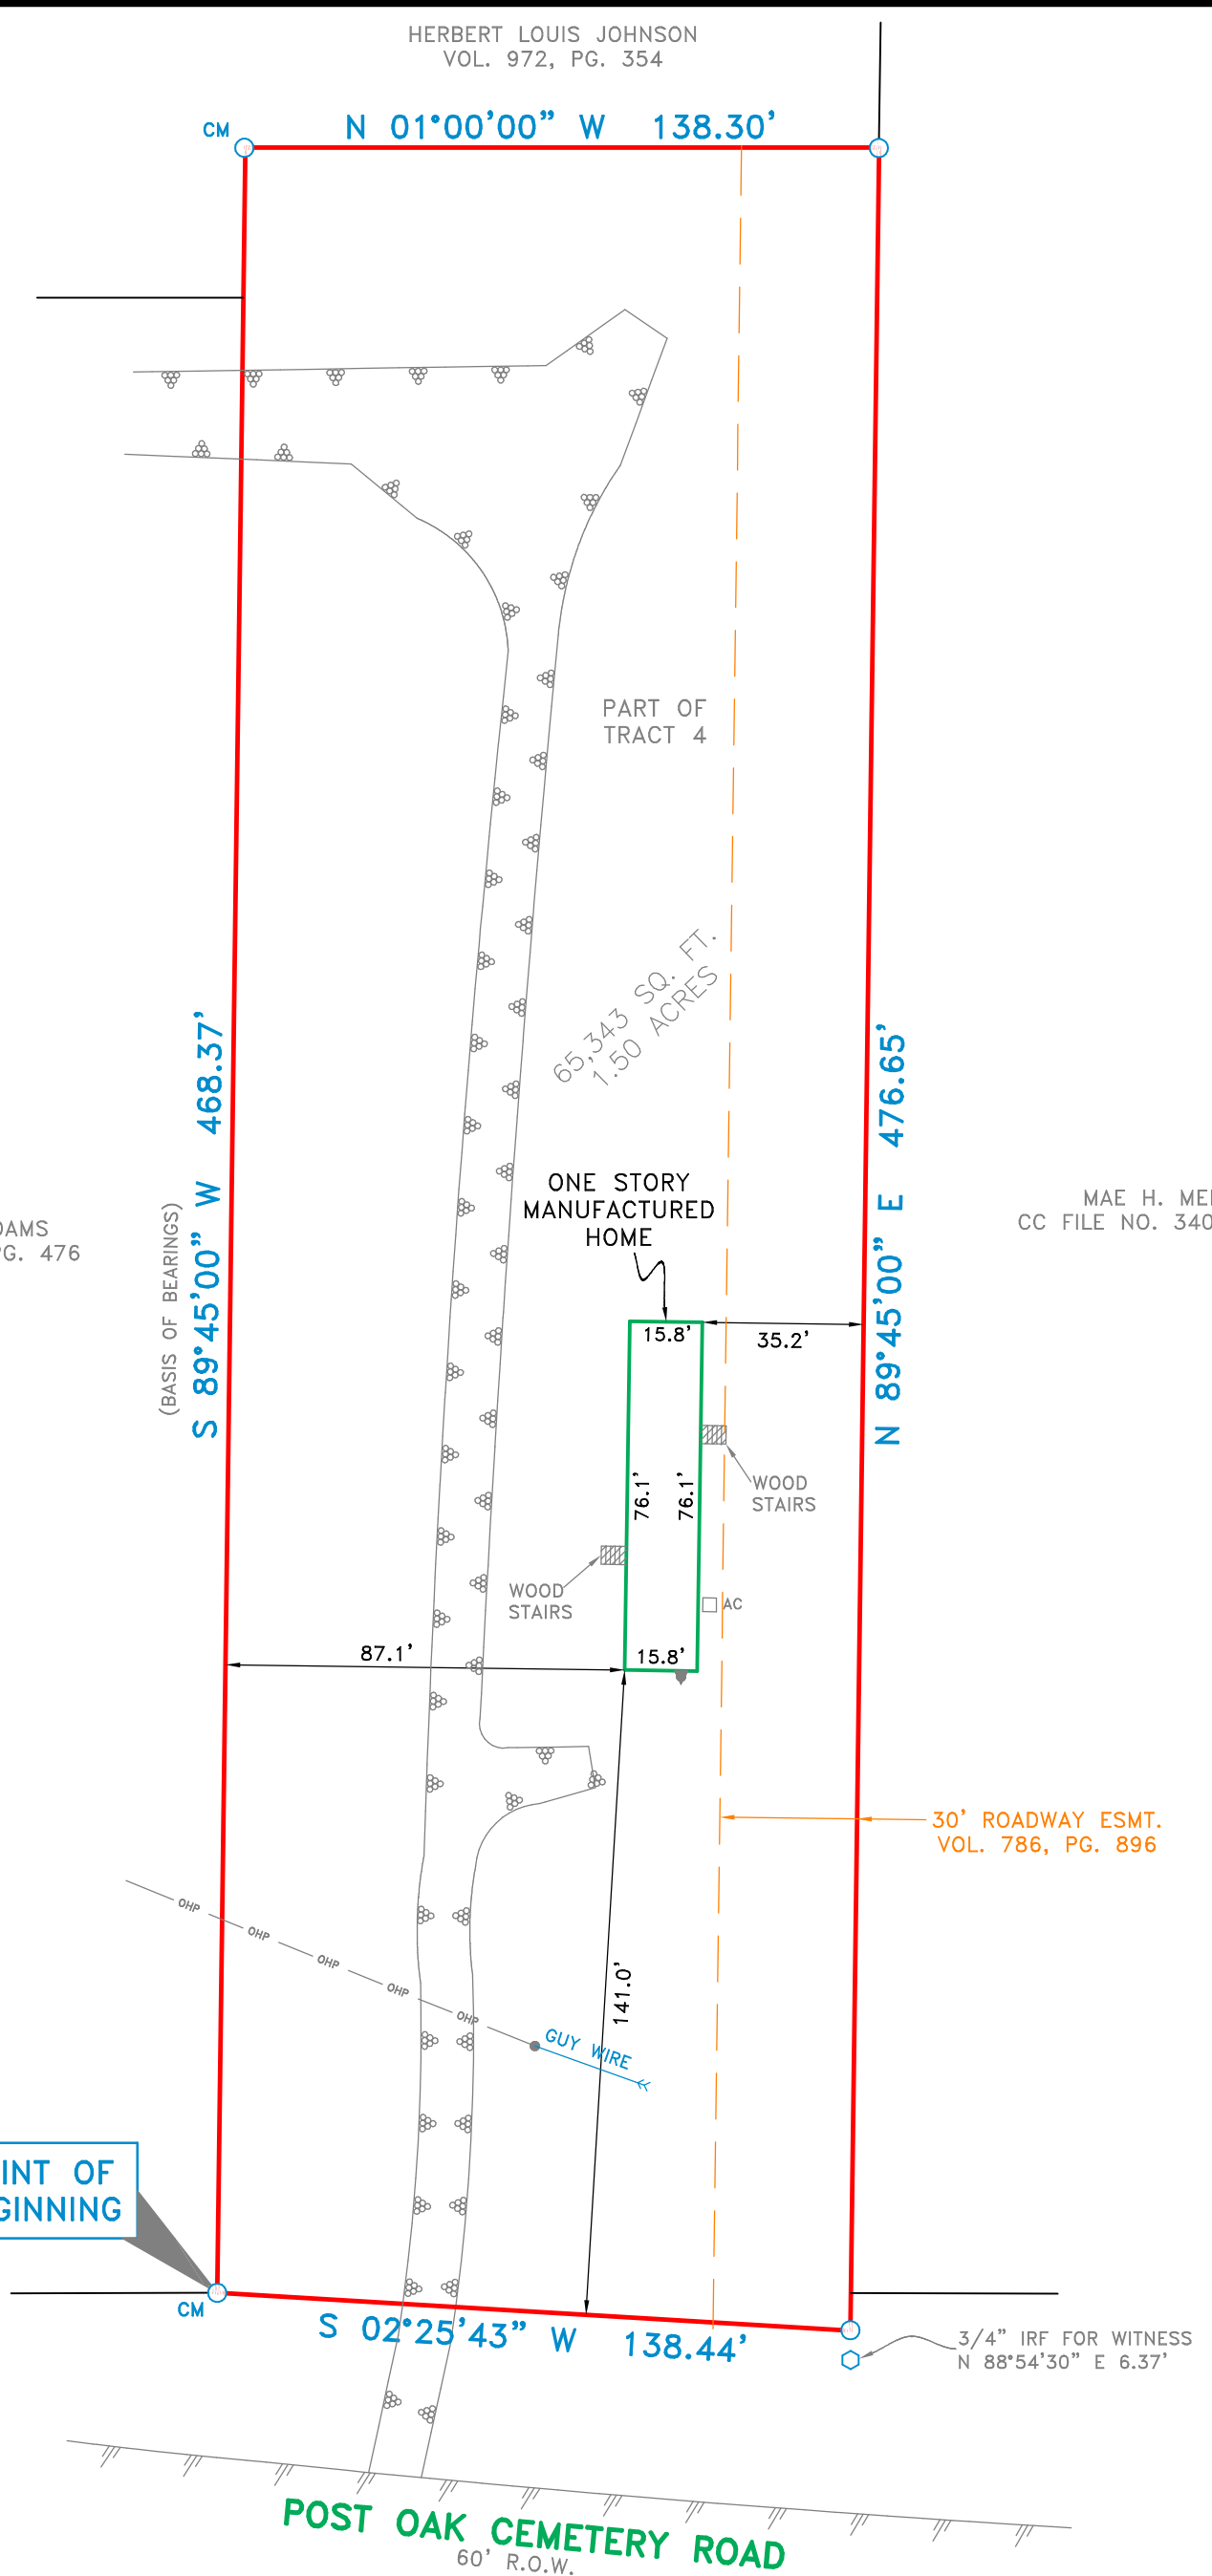 HERBERT LOUIS JOHNSON
VOL. 972, PG. 354
CM
N 01°00'00" W 138.30'
PART OF
TRACT 4
65,343 SQ. FT.
1.50 ACRES
S 89°45'00" W 468.37'
(BASIS OF BEARINGS)
N 89°45'00" E 476.65'
PG. 476
MAE H.
CC FILE NO.
ONE STORY
MANUFACTURED
HOME
15.8'
35.2'
76.1'
76.1'
WOOD
STAIRS
WOOD
STAIRS
AC
87.1'
15.8'
30' ROADWAY ESMT.
VOL. 786, PG. 896
OHP
OHP
OHP
OHP
OHP
141.0'
GUY WIRE
OF
CM
S 02°25'43" W 138.44'
3/4" IRF FOR WITNESS
N 88°54'30" E 6.37'
POST OAK CEMETERY ROAD
60' R.O.W.